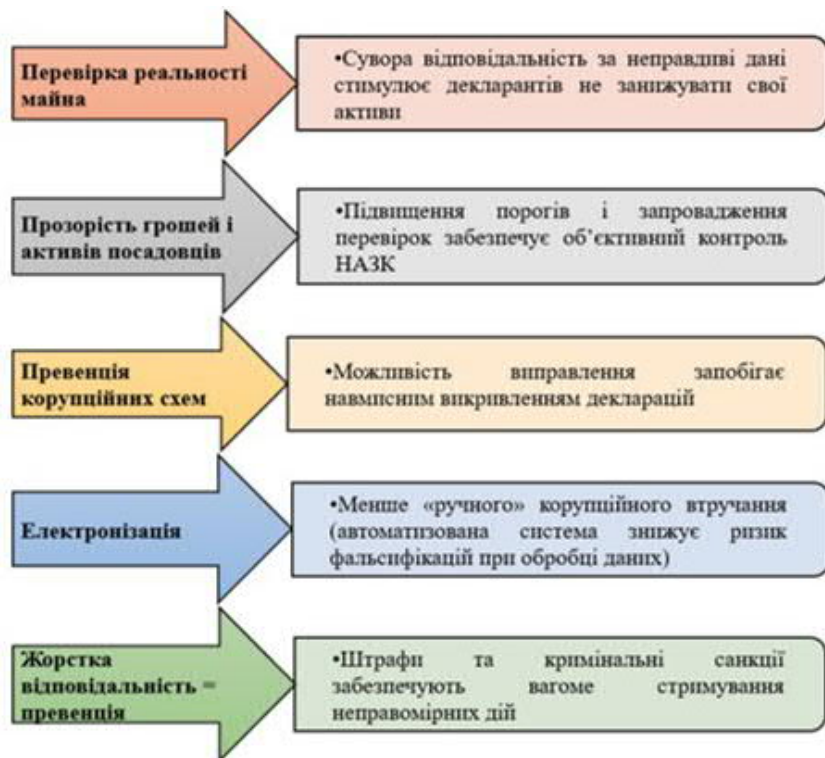 Перевірка реальності
майна
•Сувора відповідальність за неправдиві дані
стимулює декларантів не занижувати свої
активи
Прозорість грошей і
активів посадовців
•Підвищення порогів і запровадження
перевірок забезпечує об’єктивний контроль
НАЗК
Превенція
корупційних схем
•Можливість виправлення запобігає
навмисним викривленням декларацій
Електронізація
•Менше «ручного» корупційного втручання
(автоматизована система знижує ризик
фальсифікацій при обробці даних)
Жорстка
відповідальність =
превенція
•Штрафи та кримінальні санкції
забезпечують вагоме стримування
неправомірних дій